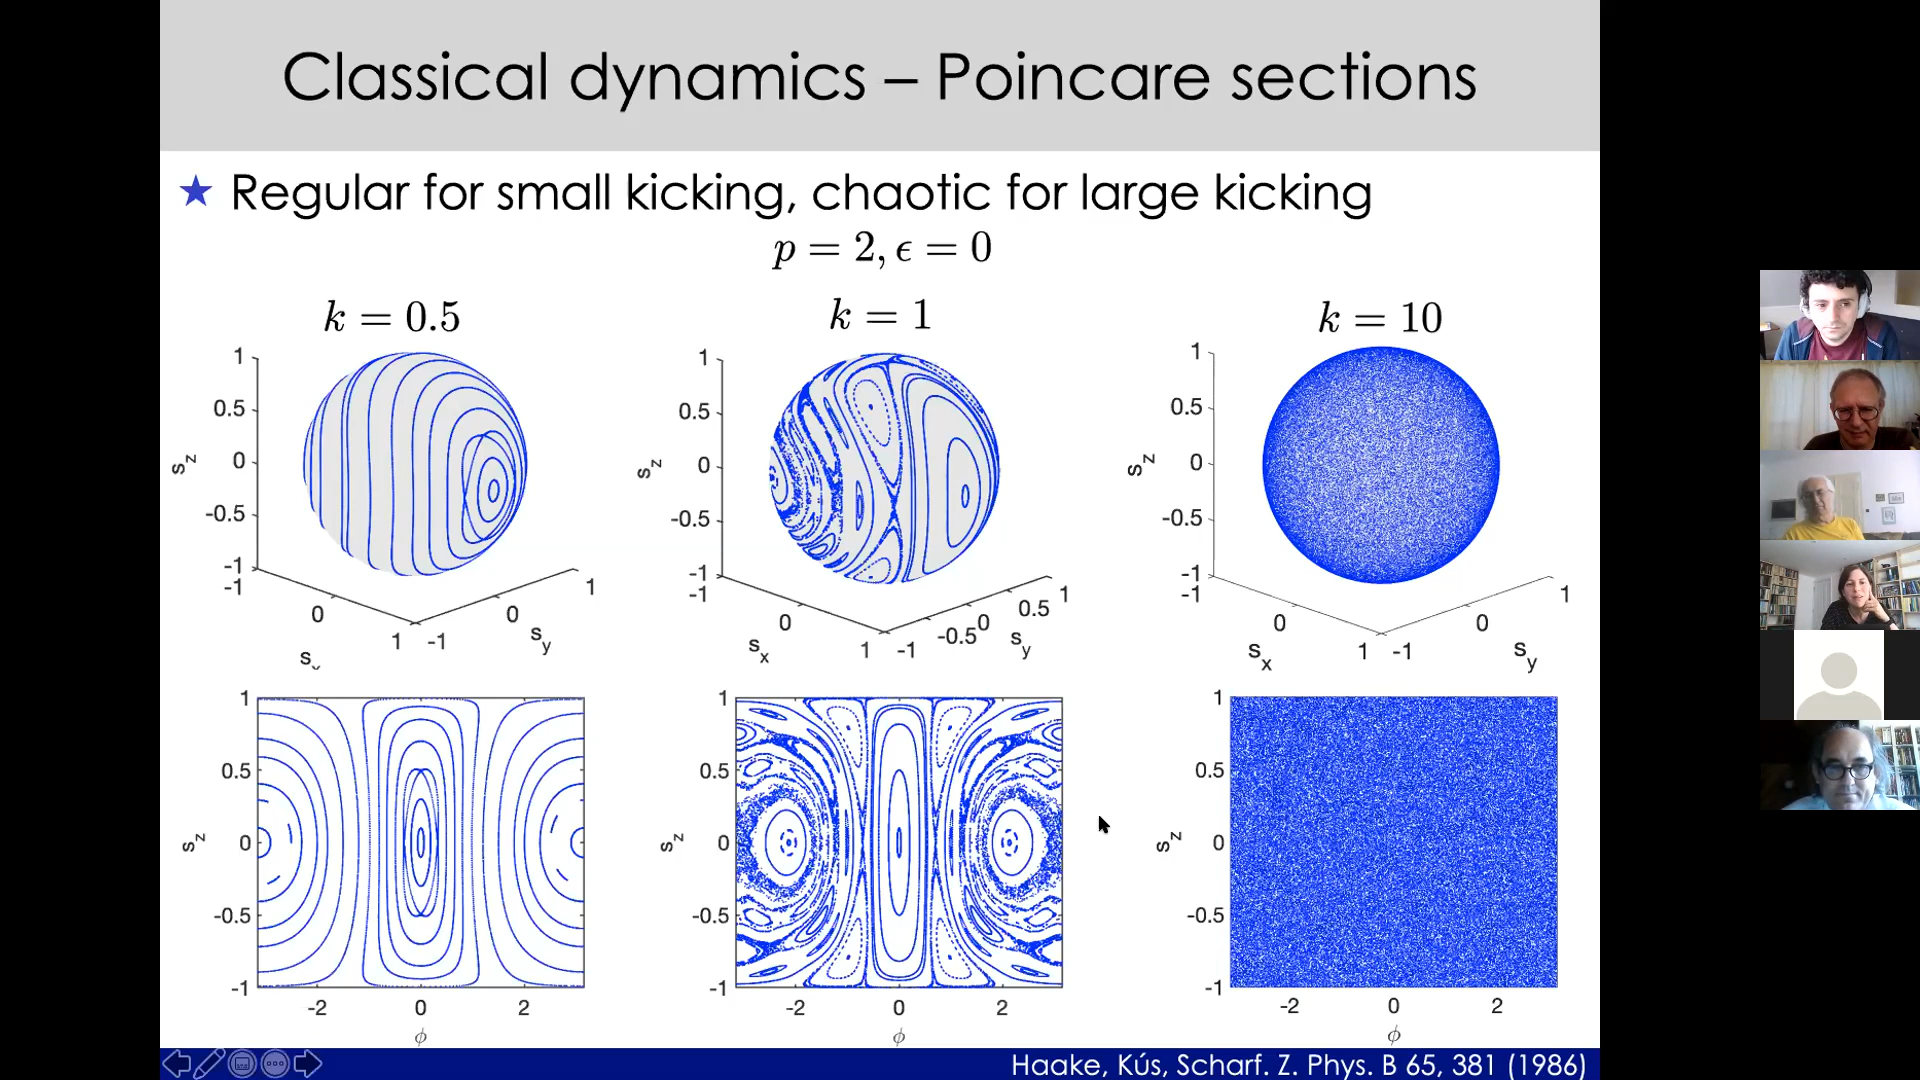 Classical dynamics – Poincare sections
★ Regular for small kicking, chaotic for large kicking
p = 2, ϵ = 0
k = 0.5
k = 1
k = 10
1
0.5
0
-0.5
-1
s_z
-1
0
1
s_x
-1
0
1
s_y
1
0.5
0
-0.5
-1
s_z
-1
0
1
s_x
-1
-0.5
0
0.5
1
s_y
1
0.5
0
-0.5
-1
s_z
-1
0
1
s_x
-1
0
1
s_y
1
0.5
0
-0.5
-1
s_z
-2 0 2
ϕ
1
0.5
0
-0.5
-1
s_z
-2 0 2
ϕ
1
0.5
0
-0.5
-1
s_z
-2 0 2
ϕ
Haake, Kús, Scharf. Z. Phys. B 65, 381 (1986)